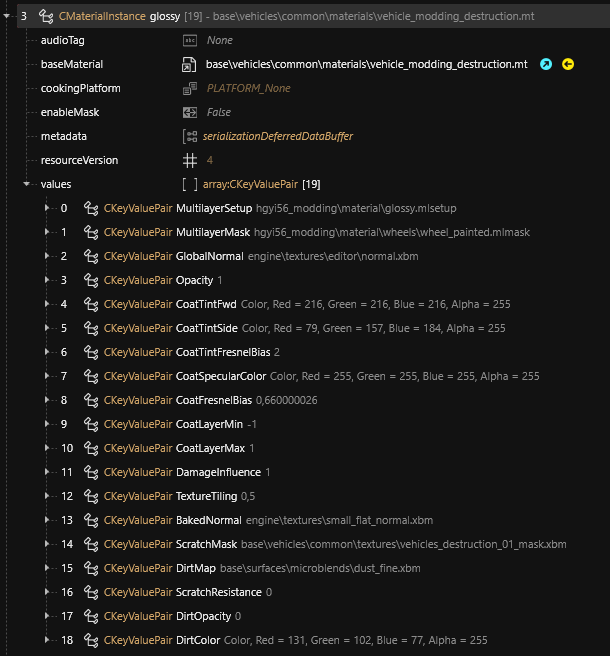 3 CMaterialInstance glossy [19] - base\vehicles\common\materials\vehicle_modding_destruction.mt
audioTag abc None
baseMaterial base\vehicles\common\materials\vehicle_modding_destruction.mt
cookingPlatform PLATFORM_None
enableMask False
metadata serializationDeferredDataBuffer
resourceVersion 4
values [ ] array:CKeyValuePair [19]
0 CKeyValuePair MultilayerSetup hgyi56_modding\material\glossy.mlsetup
1 CKeyValuePair MultilayerMask hgyi56_modding\material\wheels\wheel_painted.mlmask
2 CKeyValuePair GlobalNormal engine\textures\editor\normal.xbm
3 CKeyValuePair Opacity 1
4 CKeyValuePair CoatTintFwd Color, Red = 216, Green = 216, Blue = 216, Alpha = 255
5 CKeyValuePair CoatTintSide Color, Red = 79, Green = 157, Blue = 184, Alpha = 255
6 CKeyValuePair CoatTintFresnelBias 2
7 CKeyValuePair CoatSpecularColor Color, Red = 255, Green = 255, Blue = 255, Alpha = 255
8 CKeyValuePair CoatFresnelBias 0,660000026
9 CKeyValuePair CoatLayerMin -1
10 CKeyValuePair CoatLayerMax 1
11 CKeyValuePair DamageInfluence 1
12 CKeyValuePair TextureTiling 0,5
13 CKeyValuePair BakedNormal engine\textures\small_flat_normal.xbm
14 CKeyValuePair ScratchMask base\vehicles\common\textures\vehicles_destruction_01_mask.xbm
15 CKeyValuePair DirtMap base\surfaces\microblends\dust_fine.xbm
16 CKeyValuePair ScratchResistance 0
17 CKeyValuePair DirtOpacity 0
18 CKeyValuePair DirtColor Color, Red = 131, Green = 102, Blue = 77, Alpha = 255